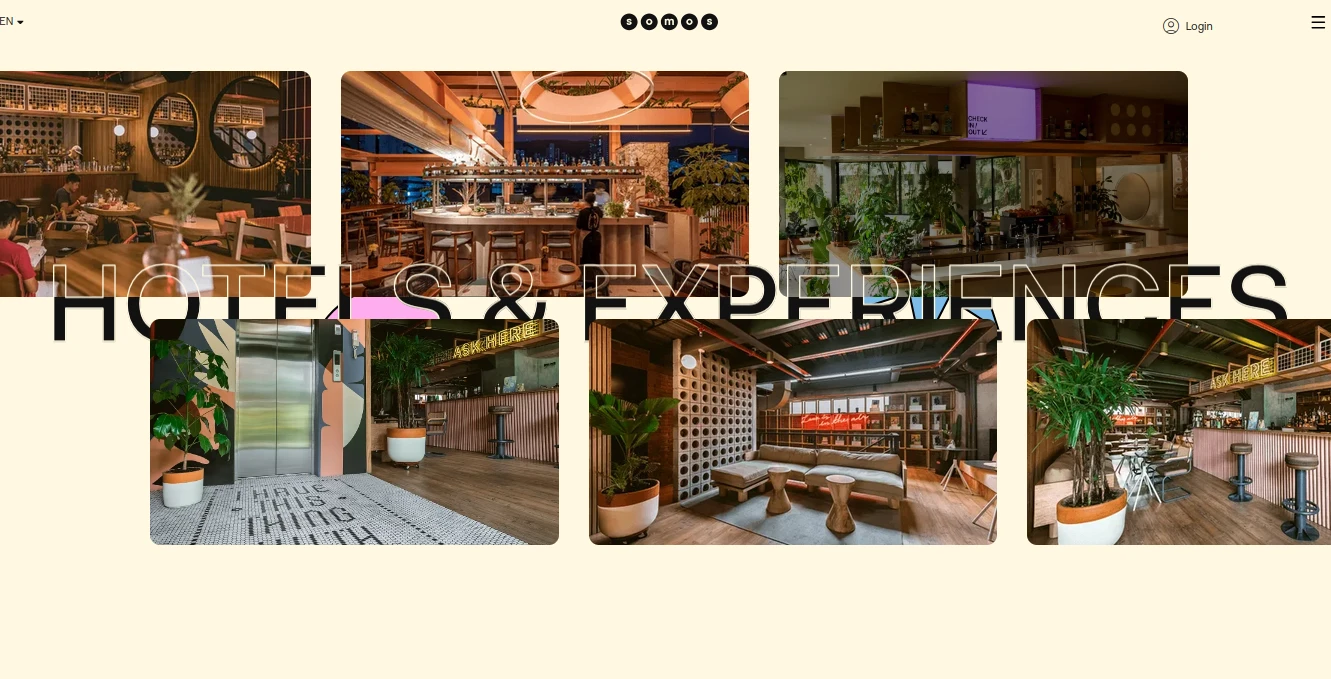 EN
somos
Login
CHECK
IN/
OUT
HOTELS & EXPERIENCES
ASK HERE
I HAVE
THIS
THING
WITH
ASK HERE